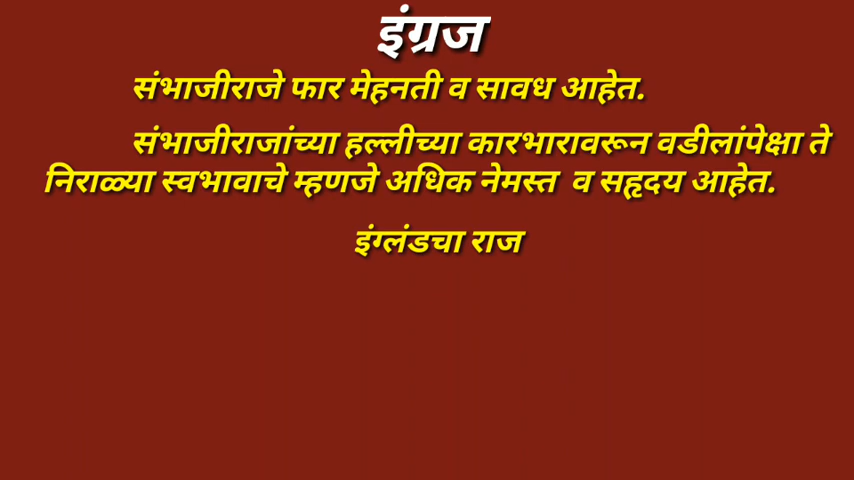 इंग्रज
संभाजीराजे फार मेहनती व सावध आहेत.
संभाजीराजांच्या हल्लीच्या कारभारावरून वडीलांपेक्षा ते
निराळ्या स्वभावाचे म्हणजे अधिक नेमस्त व सहृदय आहेत.
इंग्लंडचा राज